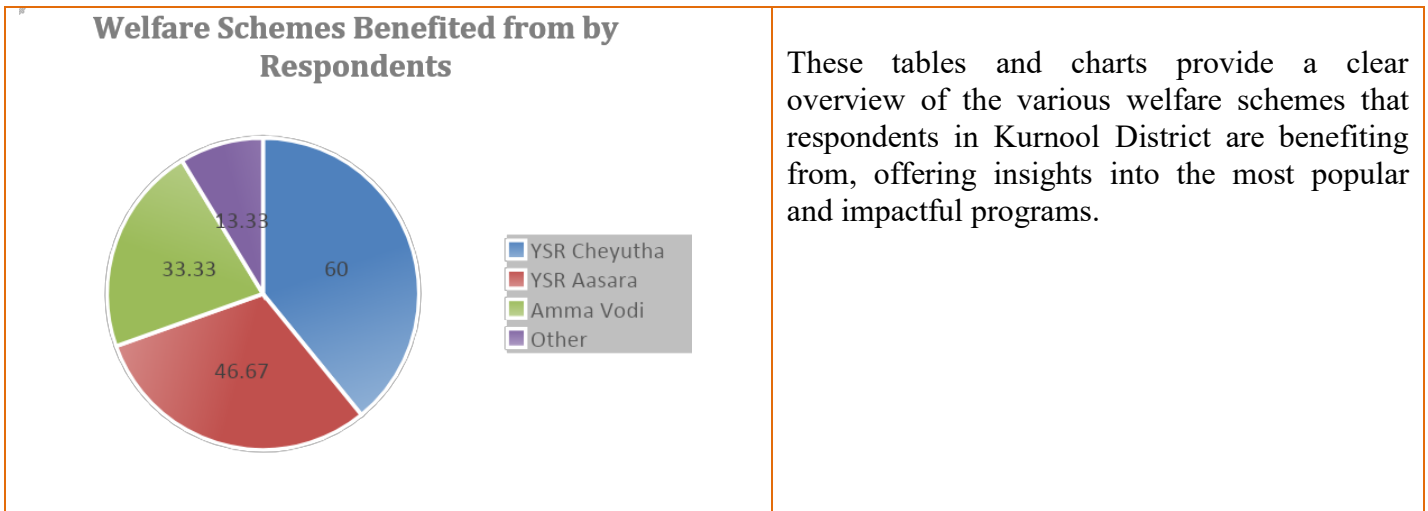 Welfare Schemes Benefited from by
Respondents
13.33
33.33
60
46.67
YSR Cheyutha
YSR Aasara
Amma Vodi
Other
These tables and charts provide a clear
overview of the various welfare schemes that
respondents in Kurnool District are benefiting
from, offering insights into the most popular
and impactful programs.